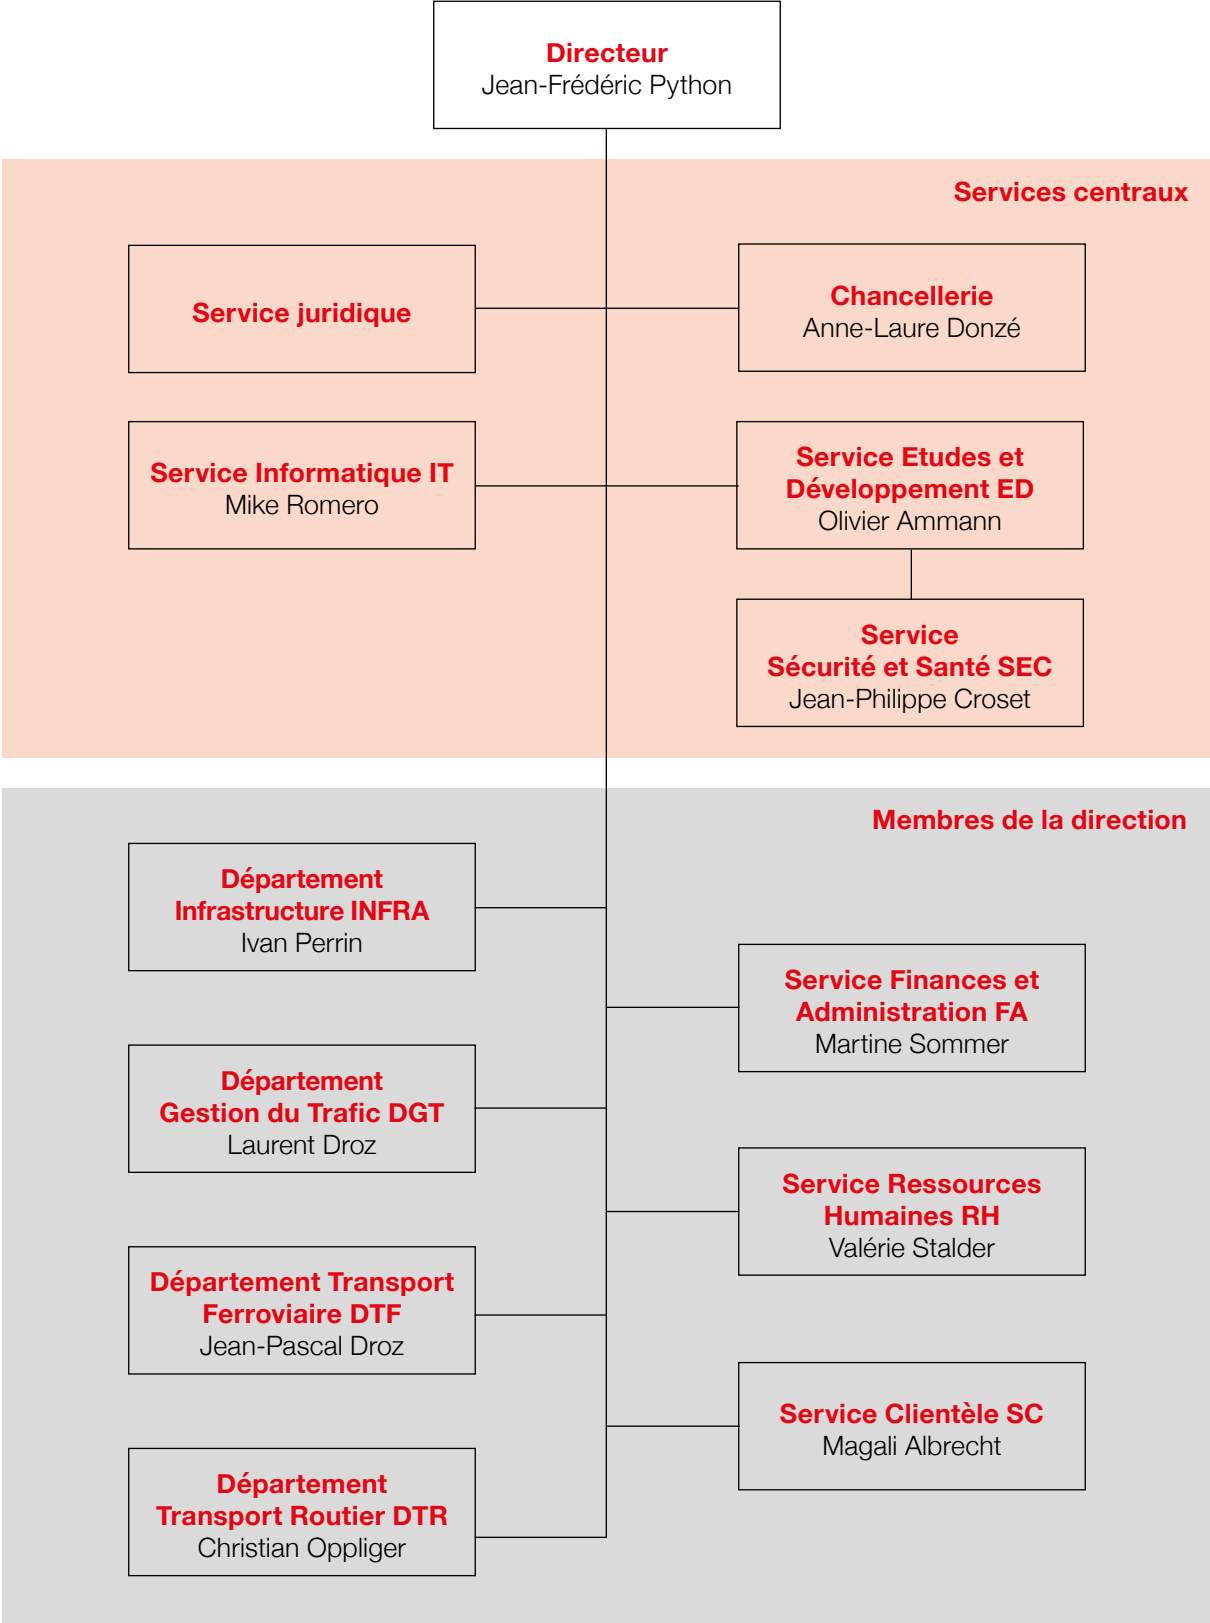 Directeur
Jean-Frédéric Python
Services centraux
Service juridique
Chancellerie
Anne-Laure Donzé
Service Informatique IT
Mike Romero
Service Etudes et
Développement ED
Olivier Ammann
Service
Sécurité et Santé SEC
Jean-Philippe Croset
Membres de la direction
Département
Infrastructure INFRA
Ivan Perrin
Service Finances et
Administration FA
Martine Sommer
Département
Gestion du Trafic DGT
Laurent Droz
Service Ressources
Humaines RH
Valérie Stalder
Département Transport
Ferroviaire DTF
Jean-Pascal Droz
Service Clientèle SC
Magali Albrecht
Département
Transport Routier DTR
Christian Oppliger